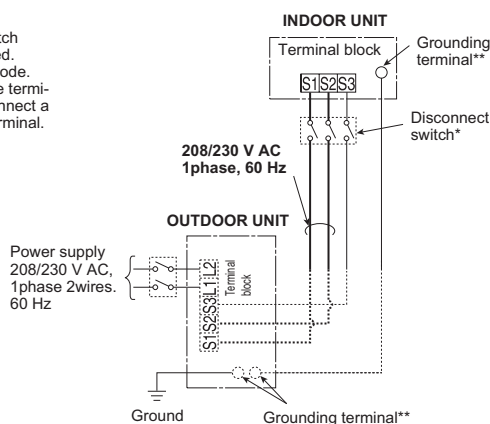 tch
ed.
ode.
e termi-
nnect a
rminal.
INDOOR UNIT
Terminal block
S1 S2 S3
Grounding
terminal**
Disconnect
switch*
208/230 V AC
1phase, 60 Hz
OUTDOOR UNIT
Power supply
208/230 V AC,
1phase 2wires.
60 Hz
S1 S2 S3 L1 L2
Terminal
block
Ground
Grounding terminal**